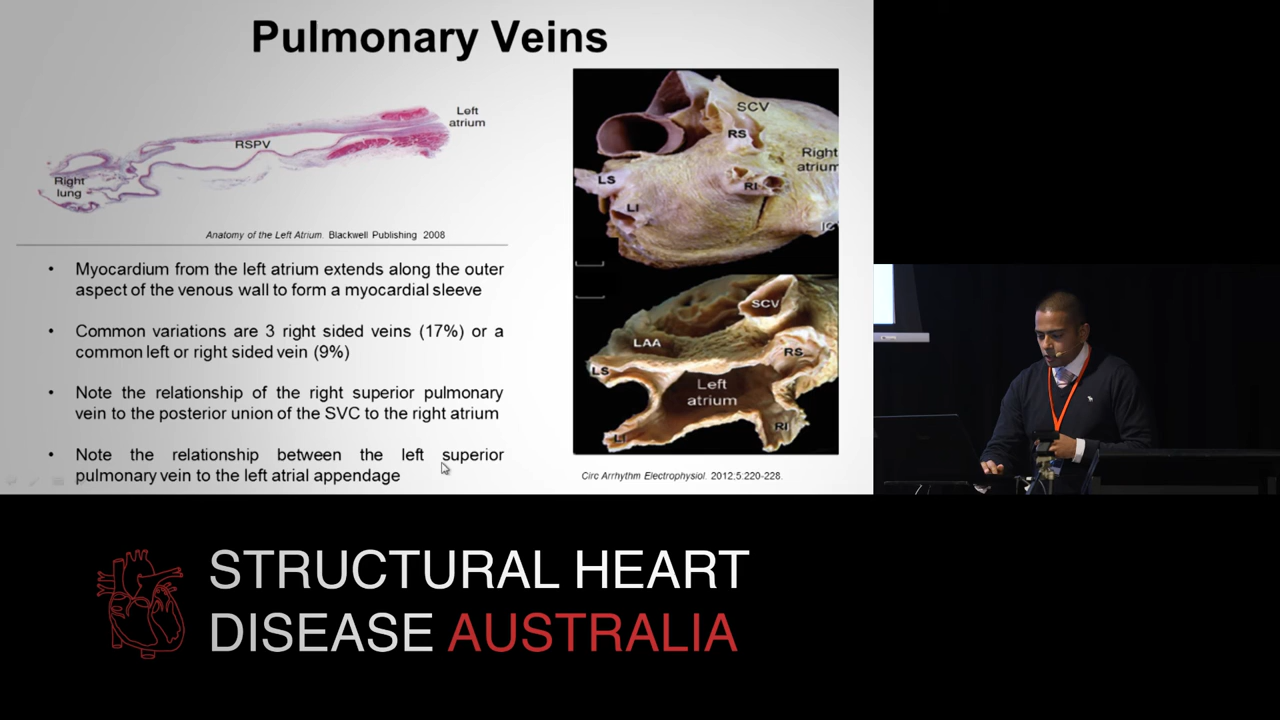 Pulmonary Veins
Left
atrium
RSPV
Right
lung
Anatomy of the Left Atrium. Blackwell Publishing 2008
• Myocardium from the left atrium extends along the outer
aspect of the venous wall to form a myocardial sleeve
• Common variations are 3 right sided veins (17%) or a
common left or right sided vein (9%)
• Note the relationship of the right superior pulmonary
vein to the posterior union of the SVC to the right atrium
• Note the relationship between the left superior
pulmonary vein to the left atrial appendage
SCV
RS
Right
atrium
LS
RI
LI
SCV
LAA
RS
LS
Left
atrium
RI
LI
Circ Arrhythm Electrophysiol. 2012;5:220-228.
STRUCTURAL HEART
DISEASE AUSTRALIA